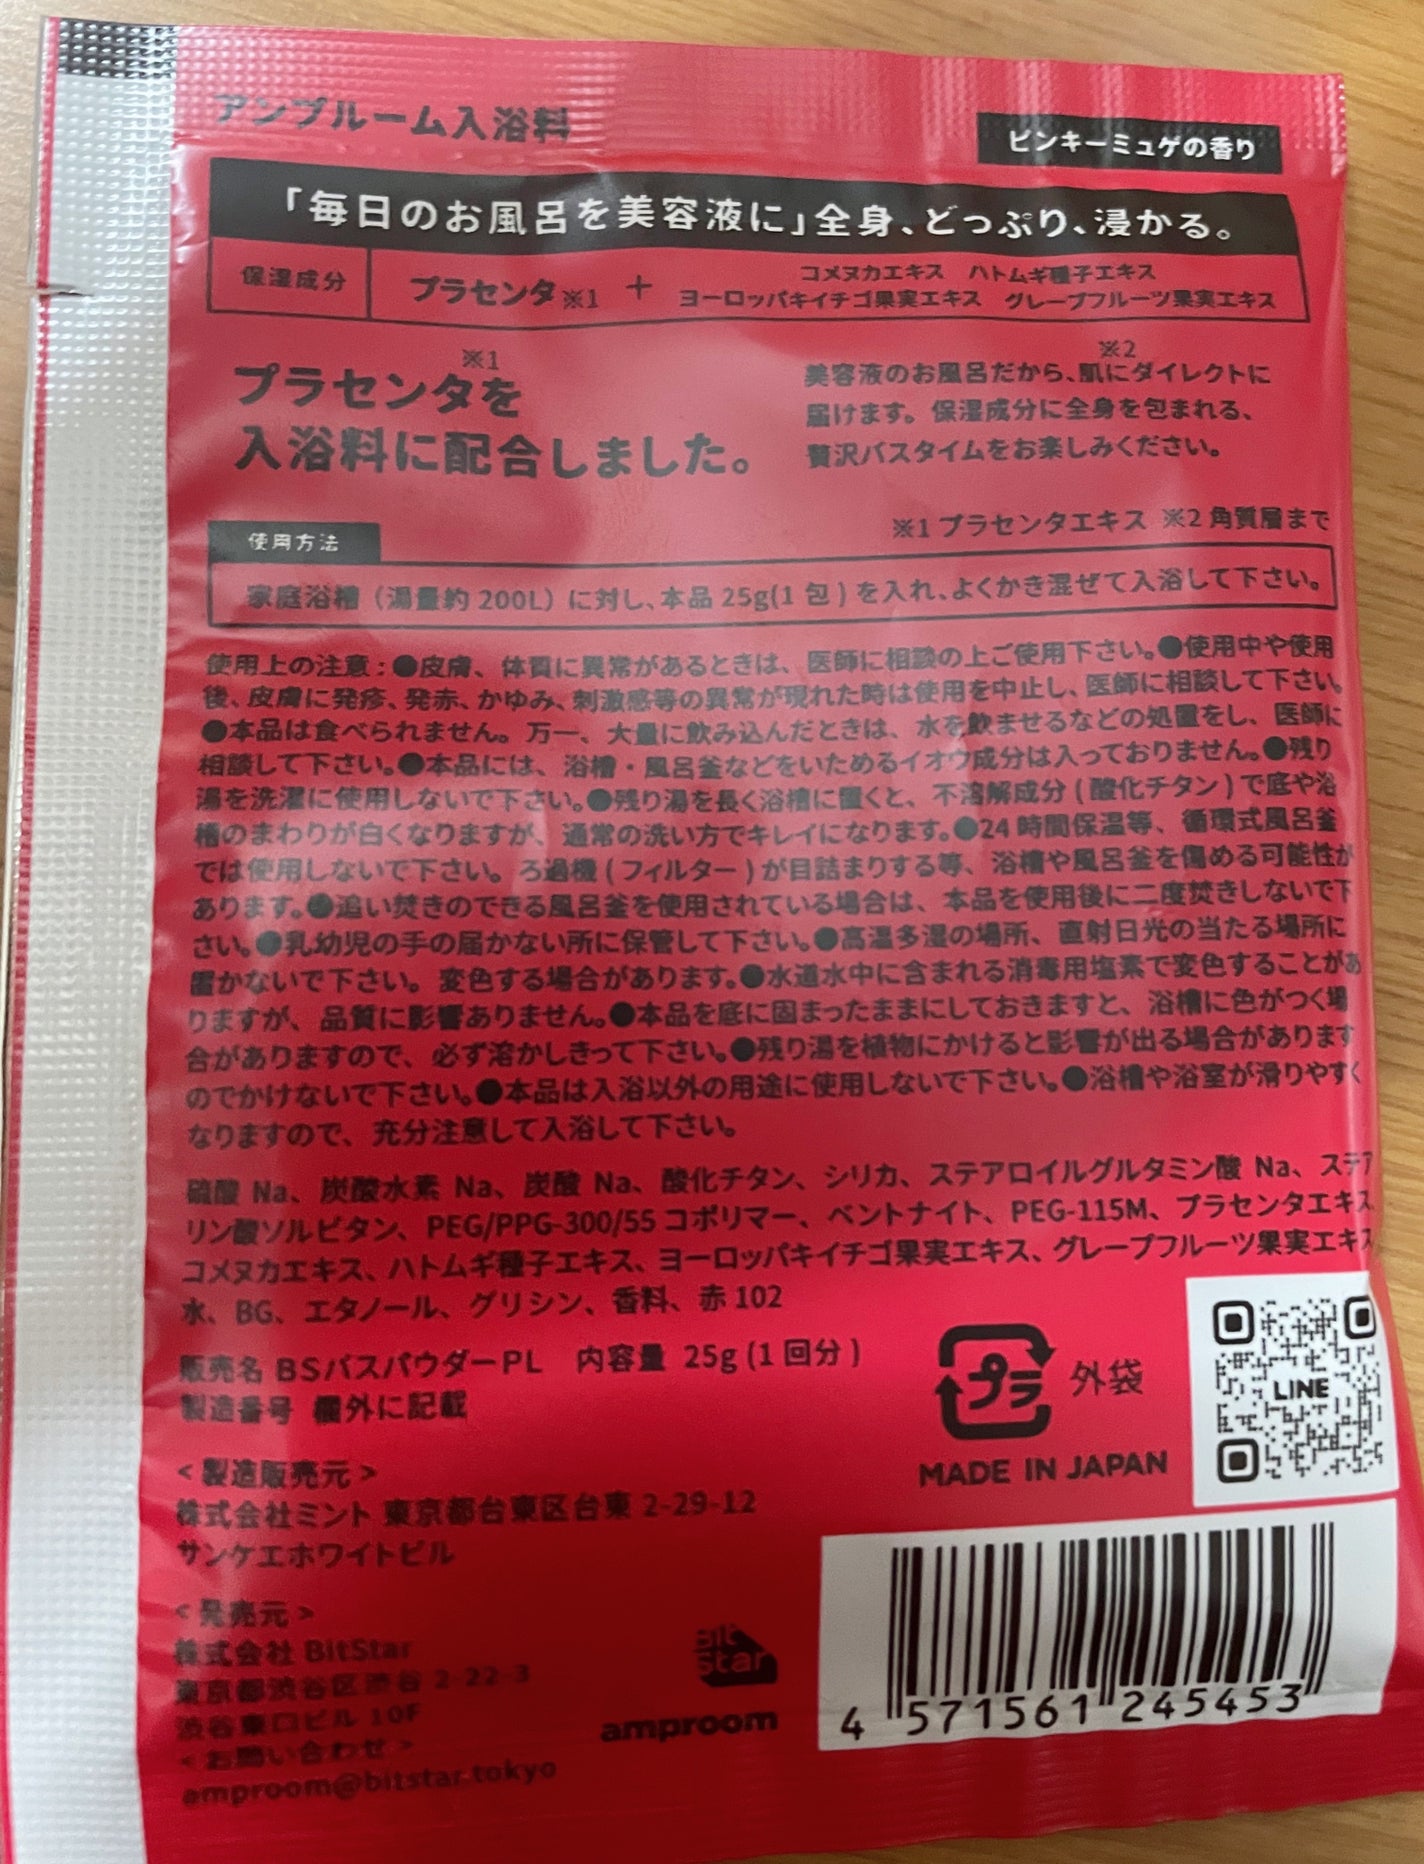 アンプルーム入浴料
ピンキーミュゲの香り
「毎日のお風呂を美容液に」全身、どっぷり、浸かる。
保湿成分 プラセンタ※1 + コメヌカエキス ハトムギ種子エキス
ヨーロッパキイチゴ果実エキス グレープフルーツ果実エキス
※1
プラセンタを
入浴料に配合しました。
※2
美容液のお風呂だから、肌にダイレクトに
届けます。保湿成分に全身を包まれる、
贅沢バスタイムをお楽しみください。
※1 プラセンタエキス ※2 角質層まで
使用方法
家庭浴槽（湯量約 200L）に対し、本品 25g(1 包) を入れ、よくかき混ぜて入浴して下さい。
使用上の注意:●皮膚、体質に異常があるときは、医師に相談の上ご使用下さい。●使用中や使用
後、皮膚に発疹、発赤、かゆみ、刺激感等の異常が現れた時は使用を中止し、医師に相談して下さい。
●本品は食べられません。万一、大量に飲み込んだときは、水を飲ませるなどの処置をし、医師に
相談して下さい。●本品には、浴槽・風呂釜などをいためるイオウ成分は入っておりません。●残り
湯を洗濯に使用しないで下さい。●残り湯を長く浴槽に置くと、不溶解成分 (酸化チタン) で底や浴
槽のまわりが白くなりますが、通常の洗い方でキレイになります。●24 時間保温等、循環式風呂釜
では使用しないで下さい。ろ過機 (フィルター) が目詰まりする等、浴槽や風呂釜を傷める可能性が
あります。●追い焚きのできる風呂釜を使用されている場合は、本品を使用後に二度焚きしないで下
さい。●乳幼児の手の届かない所に保管して下さい。●高温多湿の場所、直射日光の当たる場所に
置かないで下さい。変色する場合があります。●水道水中に含まれる消毒用塩素で変色することがあ
りますが、品質に影響ありません。●本品を底に固まったままにしておきますと、浴槽に色がつく場
合がありますので、必ず溶かしきって下さい。●残り湯を植物にかけると影響が出る場合があります
のでかけないで下さい。●本品は入浴以外の用途に使用しないで下さい。●浴槽や浴室が滑りやすく
なりますので、充分注意して入浴して下さい。
硫酸 Na、炭酸水素 Na、炭酸 Na、酸化チタン、シリカ、ステアロイルグルタミン酸 Na、ステア
リン酸ソルビタン、PEG/PPG-300/55 コポリマー、ベントナイト、PEG-115M、プラセンタエキス
コメヌカエキス、ハトムギ種子エキス、ヨーロッパキイチゴ果実エキス、グレープフルーツ果実エキス
水、BG、エタノール、グリシン、香料、赤 102
販売名 BSバスパウダーPL 内容量 25g (1 回分)
製造番号 欄外に記載
プラ 外袋
LINE
MADE IN JAPAN
<製造販売元>
株式会社ミント 東京都台東区台東 2-29-12
サンケエホワイトビル
<発売元>
株式会社 BitStar
東京都渋谷区渋谷 2-22-3
渋谷東口ビル 10F
<お問い合わせ>
amproom@bitstar.tokyo
Bit
Star
amproom
4 571561 245453